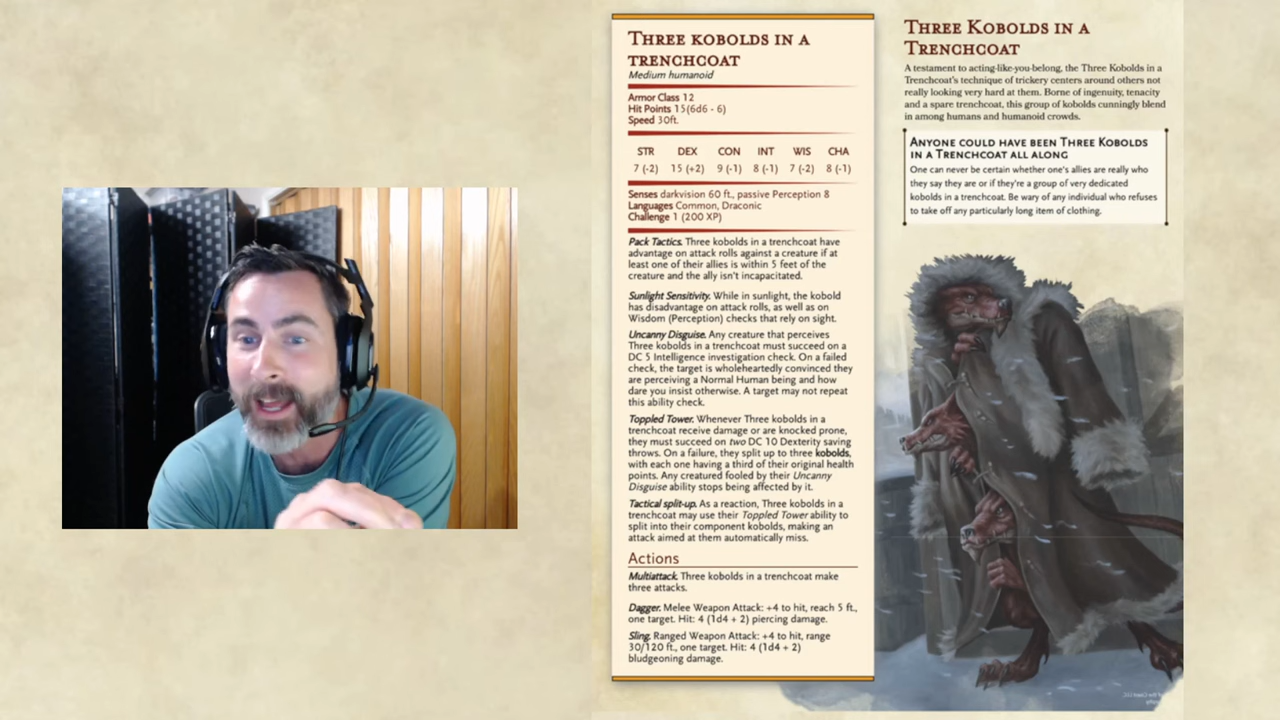 THREE KOBOLDS IN A
TRENCHCOAT
Medium humanoid
Armor Class 12
Hit Points 15(6d6 - 6)
Speed 30ft.
STR DEX CON INT WIS CHA
7 (-2) 15 (+2) 9 (-1) 8 (-1) 7 (-2) 8 (-1)
Senses darkvision 60 ft., passive Perception 8
Languages Common, Draconic
Challenge 1 (200 XP)
Pack Tactics. Three kobolds in a trenchcoat have
advantage on attack rolls against a creature if at
least one of their allies is within 5 feet of the
creature and the ally isn't incapacitated.
Sunlight Sensitivity. While in sunlight, the kobold
has disadvantage on attack rolls, as well as on
Wisdom (Perception) checks that rely on sight.
Uncanny Disguise. Any creature that perceives
Three kobolds in a trenchcoat must succeed on a
DC 5 Intelligence investigation check. On a failed
check, the target is wholeheartedly convinced they
are perceiving a Normal Human being and how
dare you insist otherwise. A target may not repeat
this ability check.
Toppled Tower. Whenever Three kobolds in a
trenchcoat receive damage or are knocked prone,
they must succeed on two DC 10 Dexterity saving
throws. On a failure, they split up to three kobolds,
with each one having a third of their original health
points. Any creatured fooled by their Uncanny
Disguise ability stops being affected by it.
Tactical split-up. As a reaction, Three kobolds in a
trenchcoat may use their Toppled Tower ability to
split into their component kobolds, making an
attack aimed at them automatically miss.
Actions
Multiattack. Three kobolds in a trenchcoat make
three attacks.
Dagger. Melee Weapon Attack: +4 to hit, reach 5 ft.,
one target. Hit: 4 (1d4 + 2) piercing damage.
Sling. Ranged Weapon Attack: +4 to hit, range
30/120 ft., one target. Hit: 4 (1d4 + 2)
bludgeoning damage.
THREE KOBOLDS IN A
TRENCHCOAT
A testament to acting-like-you-belong, the Three Kobolds in a
Trenchcoat's technique of trickery centers around others not
really looking very hard at them. Borne of ingenuity, tenacity
and a spare trenchcoat, this group of kobolds cunningly blend
in among humans and humanoid crowds.
ANYONE COULD HAVE BEEN THREE KOBOLDS
IN A TRENCHCOAT ALL ALONG
One can never be certain whether one's allies are really who
they say they are or if they're a group of very dedicated
kobolds in a trenchcoat. Be wary of any individual who refuses
to take off any particularly long item of clothing.